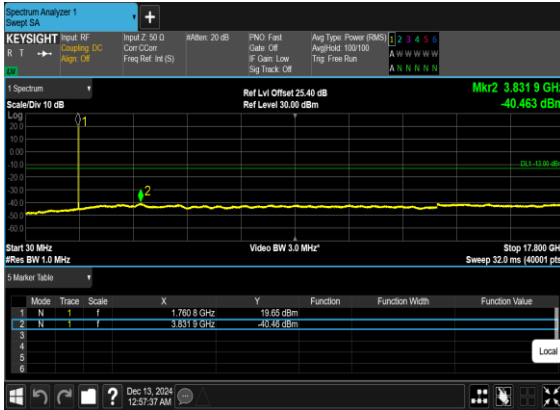 Spectrum Analyzer 1
Swept SA
+
KEYSIGHT
R T
LV
Input: RF
Coupling: DC
Align: Off
Input Z: 50 Ω
Corr CCorr
Freq Ref: Int (S)
#Atten: 20 dB
PNO: Fast
Gate: Off
IF Gain: Low
Sig Track: Off
Avg Type: Power (RMS)
Avg|Hold: 100/100
Trig: Free Run
1 2 3 4 5 6
A W W W W W
A N N N N N
1 Spectrum
Scale/Div 10 dB
Ref Lvl Offset 25.40 dB
Ref Level 30.00 dBm
Mkr2 3.831 9 GHz
-40.463 dBm
Log
20.0
10.0
0.00
-10.0
-20.0
-30.0
-40.0
-50.0
-60.0
1
2
DL1 -13.00 dBm
Start 30 MHz
#Res BW 1.0 MHz
Video BW 3.0 MHz*
Stop 17.800 GHz
Sweep 32.0 ms (40001 pts)
5 Marker Table
Mode Trace Scale X Y Function Function Width Function Value
1 N 1 f 1.760 8 GHz 19.65 dBm
2 N 1 f 3.831 9 GHz -40.46 dBm
3
4
5
6
Local
?
Dec 13, 2024
12:57:37 AM